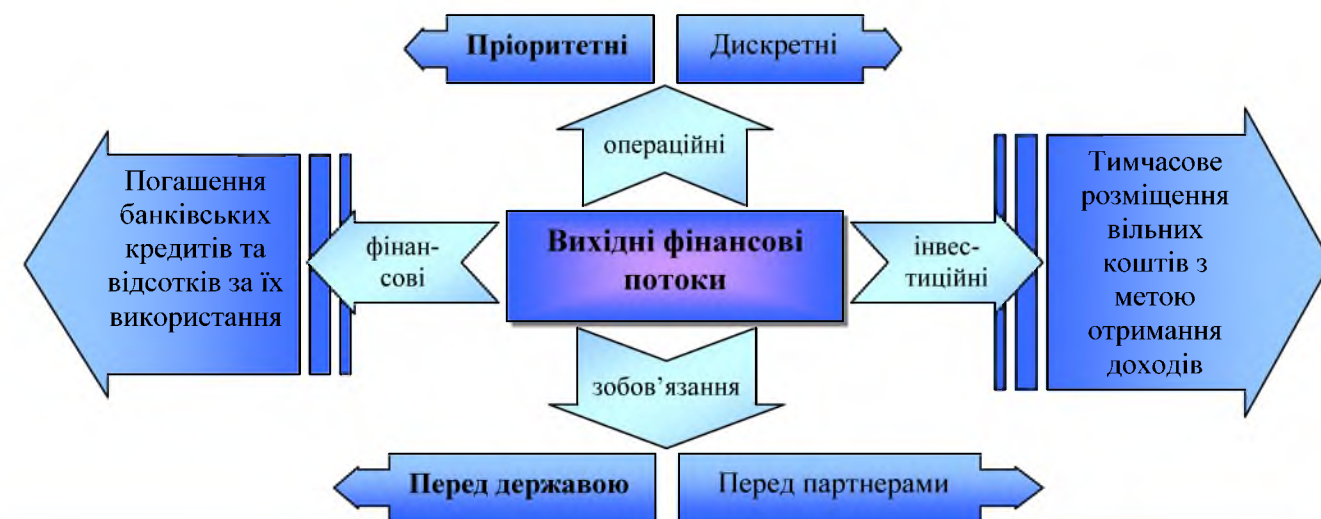 Пріоритетні
Дискретні
операційні
Погашення
банківських
кредитів та
відсотків за їх
використання
фінан-
сові
Вихідні фінансові
потоки
інвес-
тиційні
Тимчасове
розміщення
вільних
коштів з
метою
отримання
доходів
зобов’язання
Перед державою
Перед партнерами